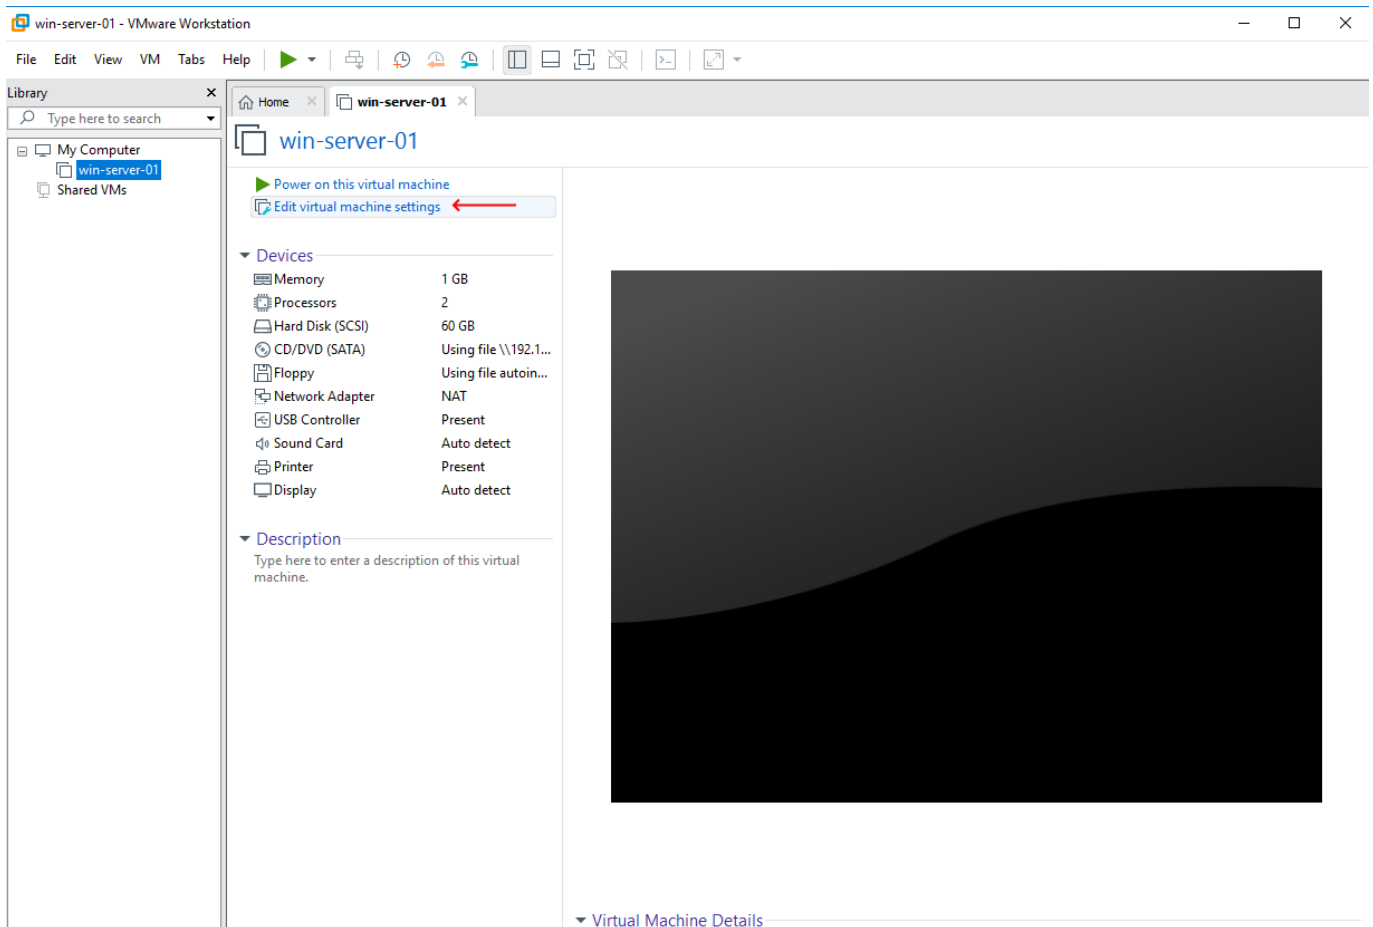 win-server-01 - VMware Workstation
File Edit View VM Tabs Help
Library
Type here to search
My Computer
win-server-01
Shared VMs
Home win-server-01
win-server-01
Power on this virtual machine
Edit virtual machine settings
Devices
Memory 1 GB
Processors 2
Hard Disk (SCSI) 60 GB
CD/DVD (SATA) Using file \\192.1...
Floppy Using file autoin...
Network Adapter NAT
USB Controller Present
Sound Card Auto detect
Printer Present
Display Auto detect
Description
Type here to enter a description of this virtual
machine.
Virtual Machine Details